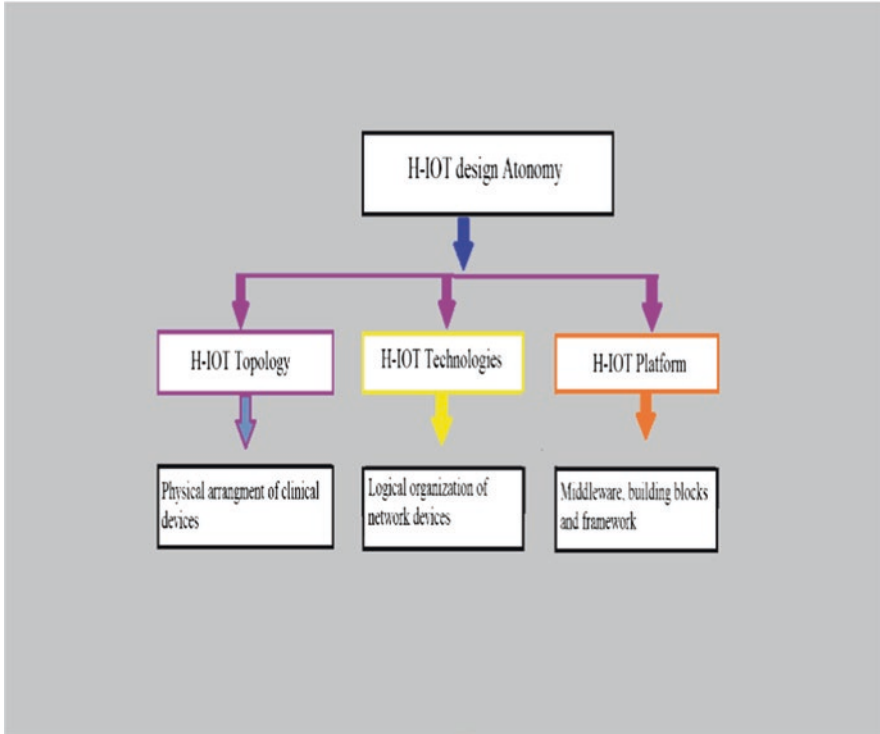 H-IOT design Atonomy
H-IOT Topology
H-IOT Technologies
H-IOT Platform
Physical arrangment of clinical
devices
Logical organization of
network devices
Middleware, building blocks
and framework